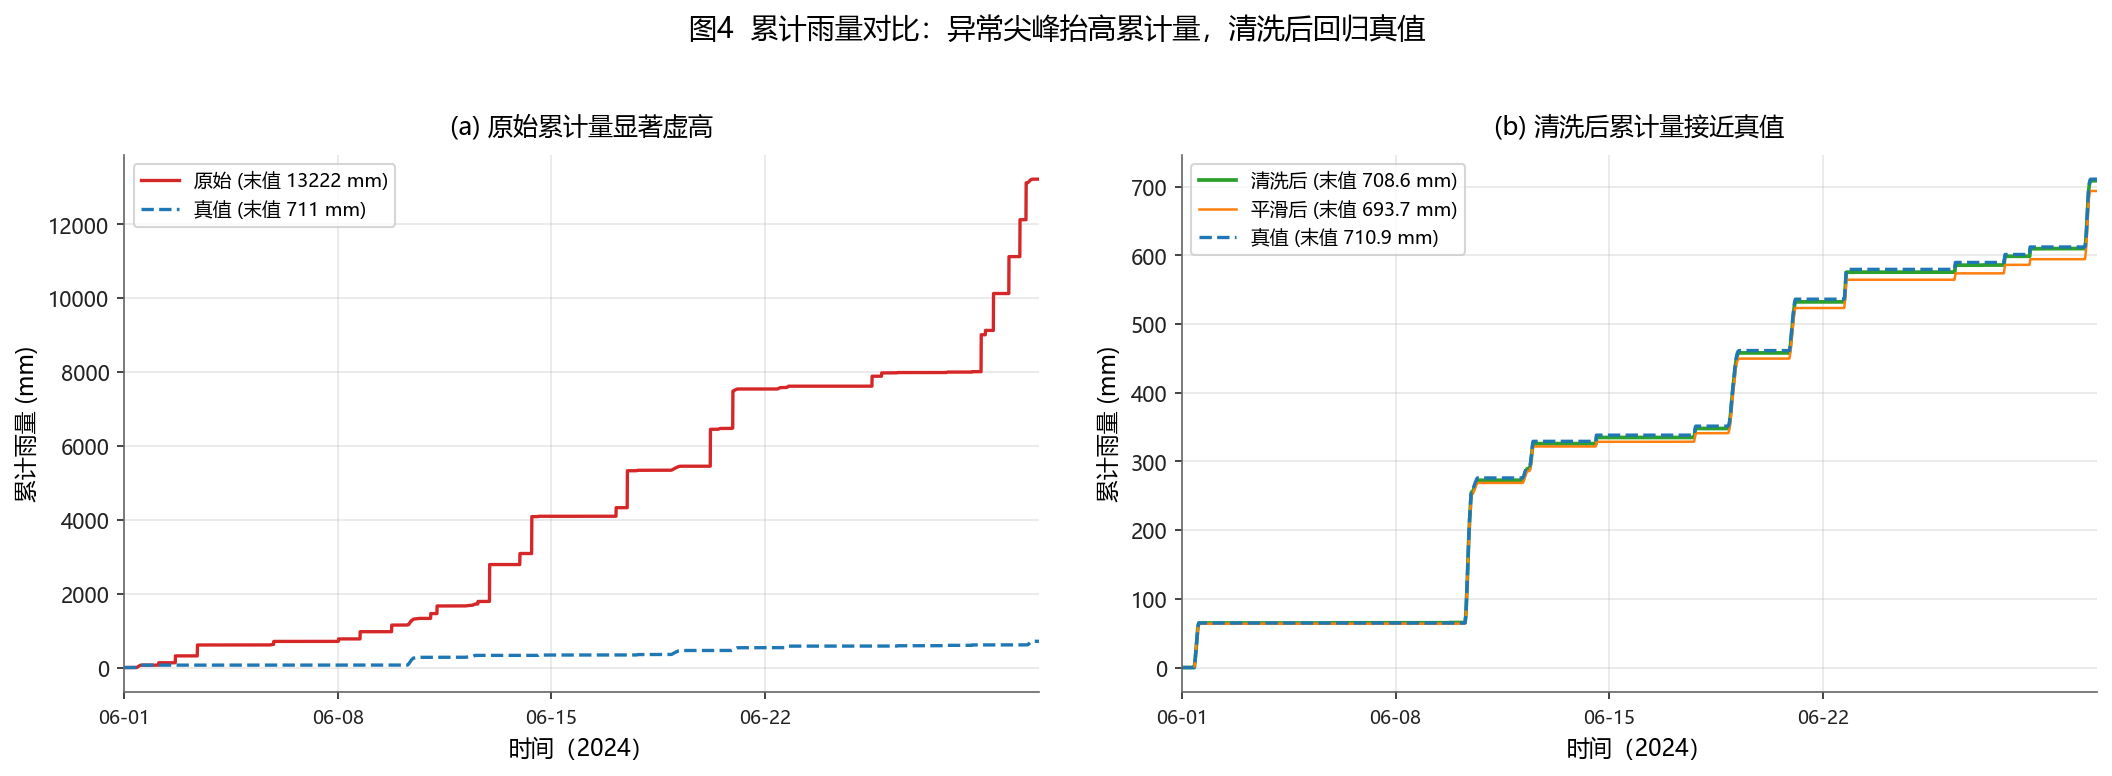 图4  累计雨量对比：异常尖峰抬高累计量，清洗后回归真值
(a) 原始累计量显著虚高
原始 (末值 13222 mm)
真值 (末值 711 mm)
累计雨量 (mm)
12000
10000
8000
6000
4000
2000
0
06-01
06-08
06-15
06-22
时间（2024）
(b) 清洗后累计量接近真值
清洗后 (末值 708.6 mm)
平滑后 (末值 693.7 mm)
真值 (末值 710.9 mm)
累计雨量 (mm)
700
600
500
400
300
200
100
0
06-01
06-08
06-15
06-22
时间（2024）